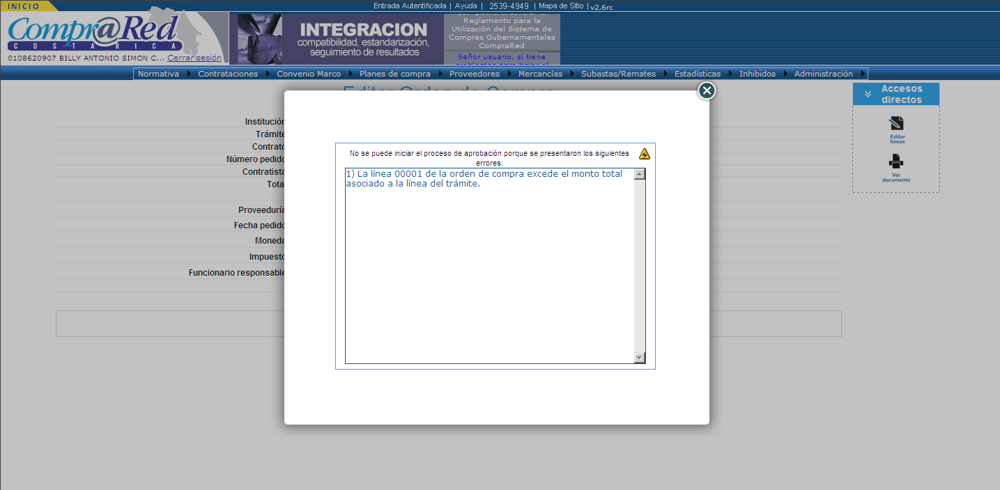 INICIO
Entrada Autentificada | Ayuda | 2539-4949 | Mapa de Sitio | v2.6rc
Compr@Red
COSTARICA
0108620907 BILLY ANTONIO SIMON C... Cerrar sesión
INTEGRACION
compatibilidad, estandarización,
seguimiento de resultados
Reglamento para la
Utilización del Sistema de
Compras Gubernamentales
CompraRed
Señor usuario, si tiene
Normativa Contrataciones Convenio Marco Planes de compra Proveedores Mercancías Subastas/Remates Estadísticas Inhibidos Administración
Editar Orden de Compra
Institución
Trámite
Contrato
Número pedido
Contratista
Total
Proveeduría
Fecha pedido
Moneda
Impuesto
Funcionario responsable
No se puede iniciar el proceso de aprobación porque se presentaron los siguientes
errores:
1) La línea 00001 de la orden de compra excede el monto total
asociado a la línea del trámite.
Accesos
directos
Editar
líneas
Ver
documento